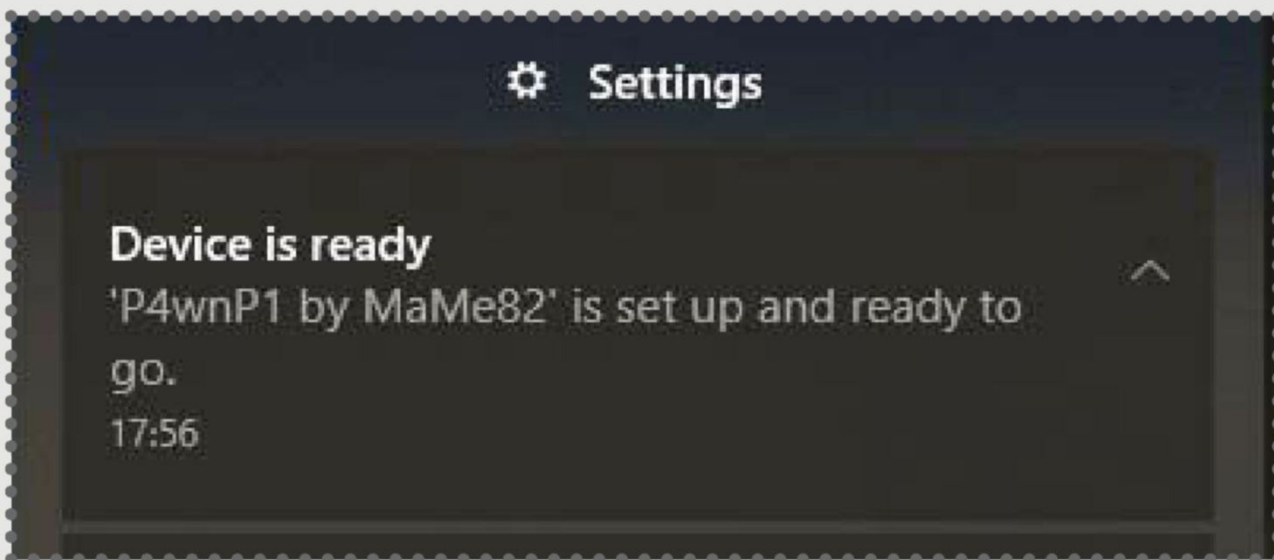 Settings
Device is ready
'P4wnP1 by MaMe82' is set up and ready to
go.
17:56